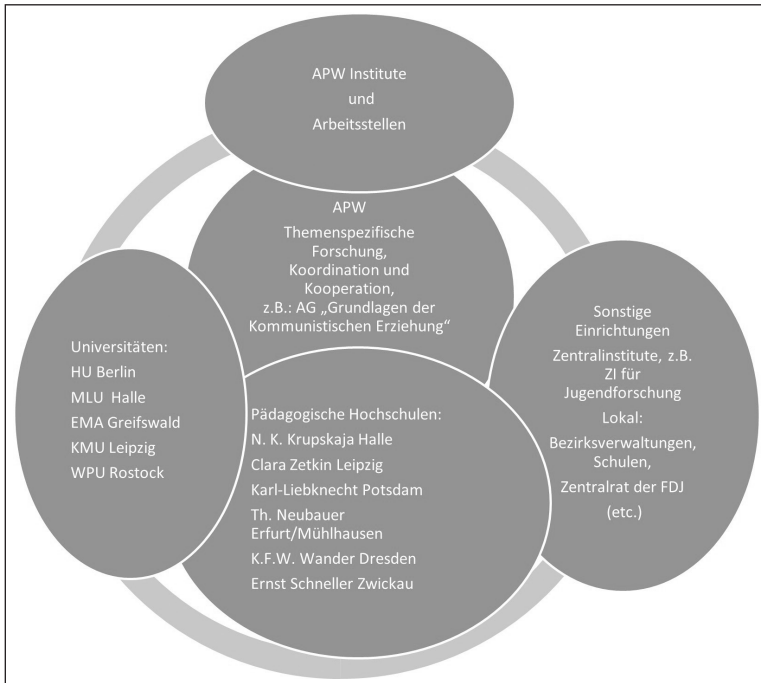 APW Institute
und
Arbeitsstellen
APW
Themenspezifische
Forschung,
Koordination und
Kooperation,
z.B.: AG „Grundlagen der
Kommunistischen Erziehung“
Universitäten:
HU Berlin
MLU Halle
EMA Greifswald
KMU Leipzig
WPU Rostock
Pädagogische Hochschulen:
N. K. Krupskaja Halle
Clara Zetkin Leipzig
Karl-Liebknecht Potsdam
Th. Neubauer
Erfurt/Mühlhausen
K.F.W. Wander Dresden
Ernst Schneller Zwickau
Sonstige
Einrichtungen
Zentralinstitute, z.B.
ZI für
Jugendforschung
Lokal:
Bezirksverwaltungen,
Schulen,
Zentralrat der FDJ
(etc.)